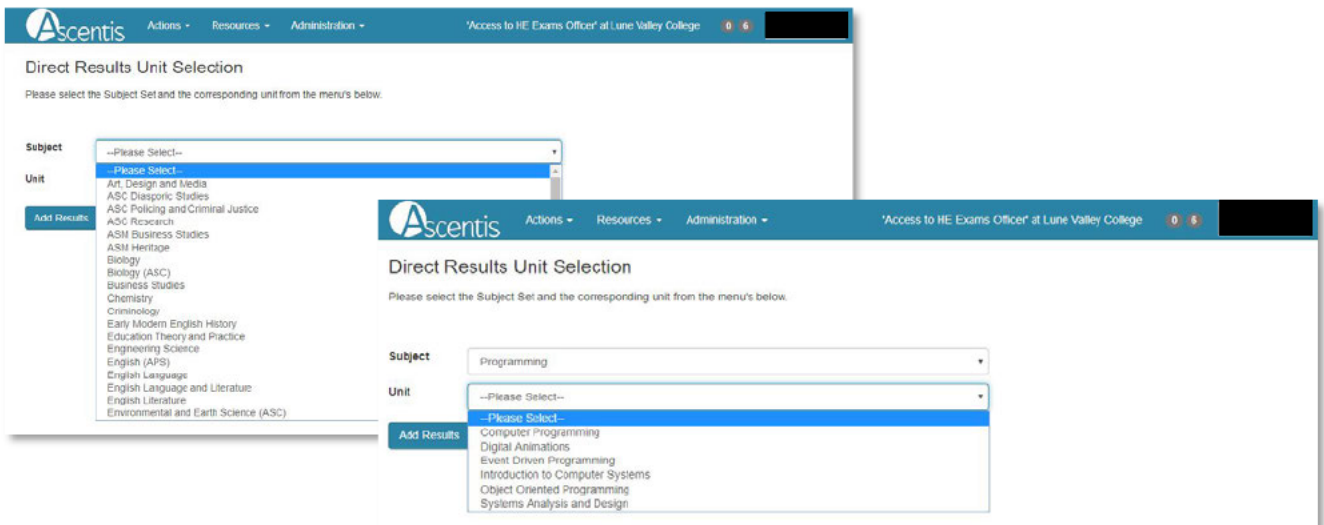 Ascentis Actions Resources Administration 'Access to HE Exams Officer' at Lune Valley College 0 6
Direct Results Unit Selection
Please select the Subject Set and the corresponding unit from the menu's below.
Subject --Please Select--
--Please Select--
Unit
Art, Design and Media
ASC Diasporic Studies
ASC Policing and Criminal Justice
Add Results
ASC Research
ASM Business Studies
ASM Heritage
Biology
Biology (ASC)
Business Studies
Chemistry
Criminology
Early Modern English History
Education Theory and Practice
Engineering Science
English (APS)
English Language
English Language and Literature
English Literature
Environmental and Earth Science (ASC)
Ascentis Actions Resources Administration 'Access to HE Exams Officer' at Lune Valley College 0 6
Direct Results Unit Selection
Please select the Subject Set and the corresponding unit from the menu's below.
Subject Programming
Unit --Please Select--
--Please Select--
Add Results
Computer Programming
Digital Animations
Event Driven Programming
Introduction to Computer Systems
Object Oriented Programming
Systems Analysis and Design